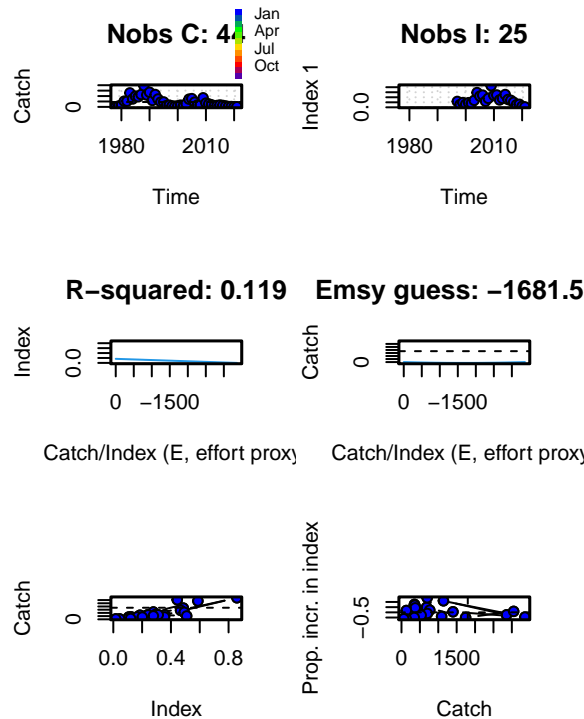 Nobs C: 44
Jan
Apr
Jul
Oct
Catch
0
1980 2010
Time
Nobs I: 25
Index 1
0.0
1980 2010
Time
R−squared: 0.119
Index
0.0
0 −1500
Catch/Index (E, effort proxy
Emsy guess: −1681.5
Catch
0
0 −1500
Catch/Index (E, effort proxy
Catch
0
0.0 0.4 0.8
Index
Prop. incr. in index
−0.5
0 1500
Catch